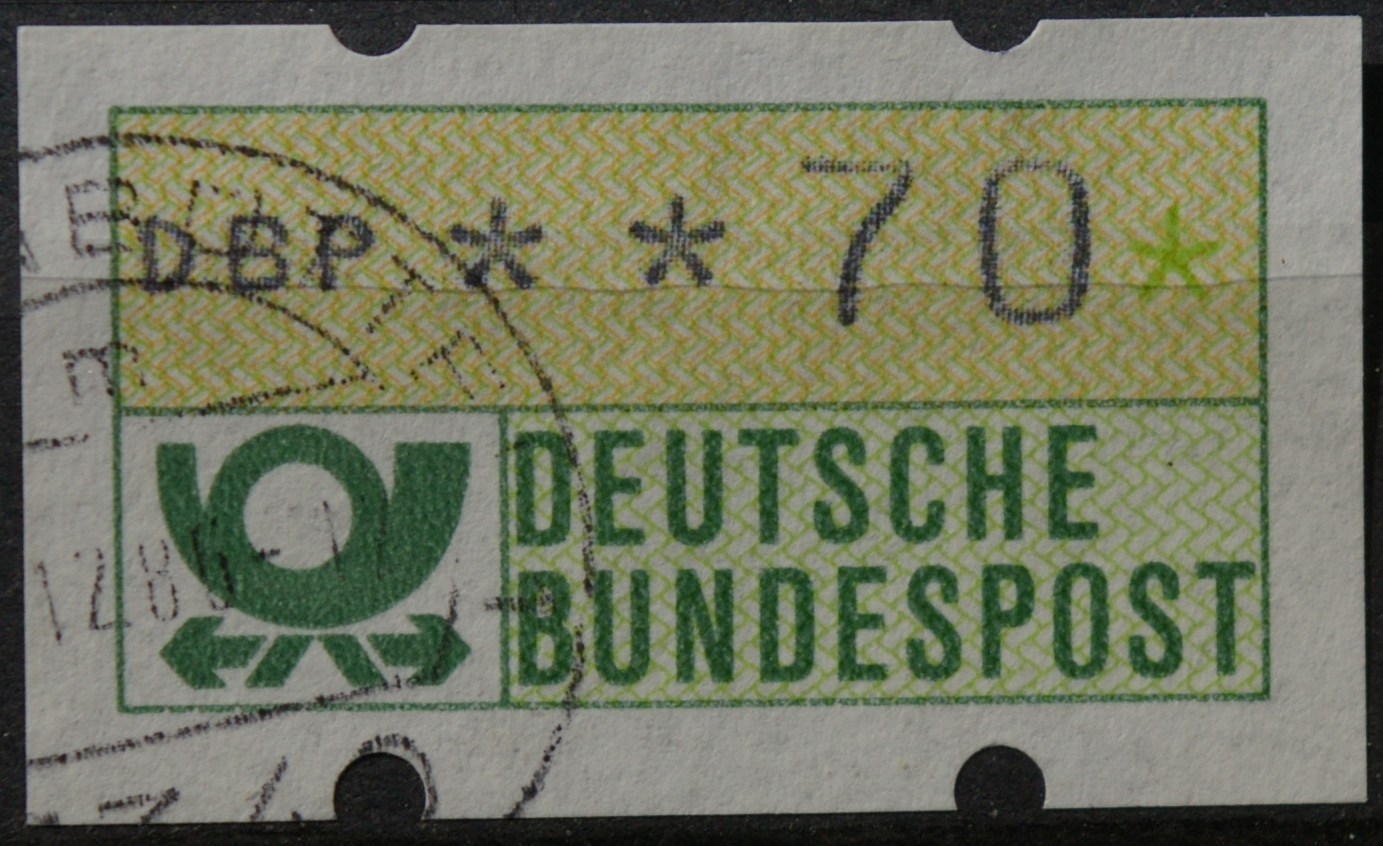 DBP * * 70 *
DEUTSCHE
BUNDESPOST